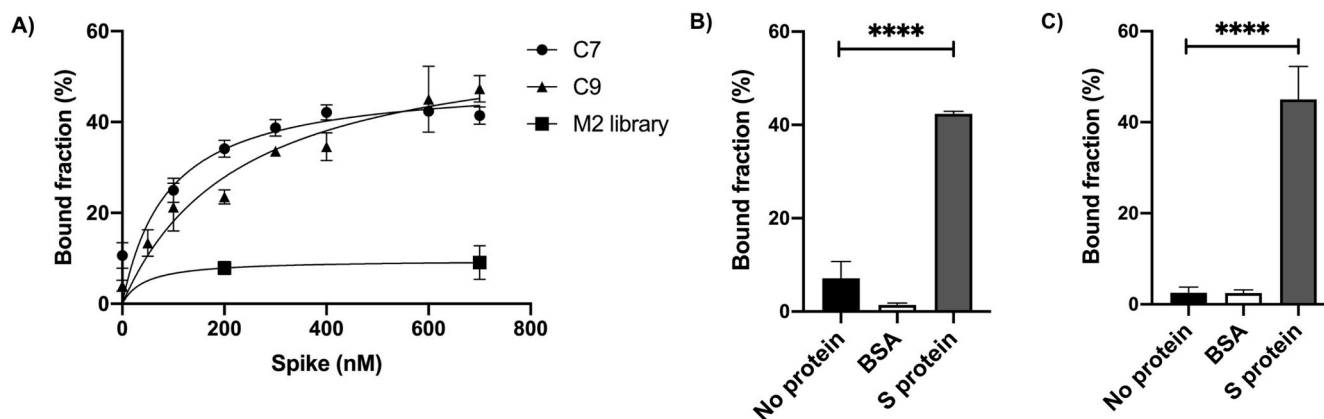 A)
60
40
20
0
Bound fraction (%)
0 200 400 600 800
Spike (nM)
C7
C9
M2 library
B)
60
40
20
0
Bound fraction (%)
****
No protein
BSA
S protein
C)
60
40
20
0
Bound fraction (%)
****
No protein
BSA
S protein